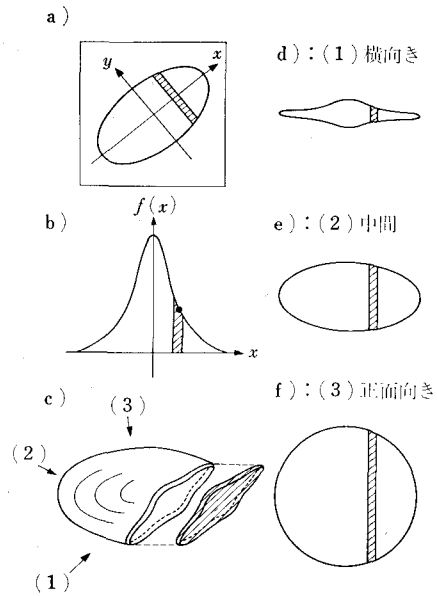 a)
y
x
b)
f(x)
x
c)
(3)
(2)
(1)
d):(1)横向き
e):(2)中間
f):(3)正面向き